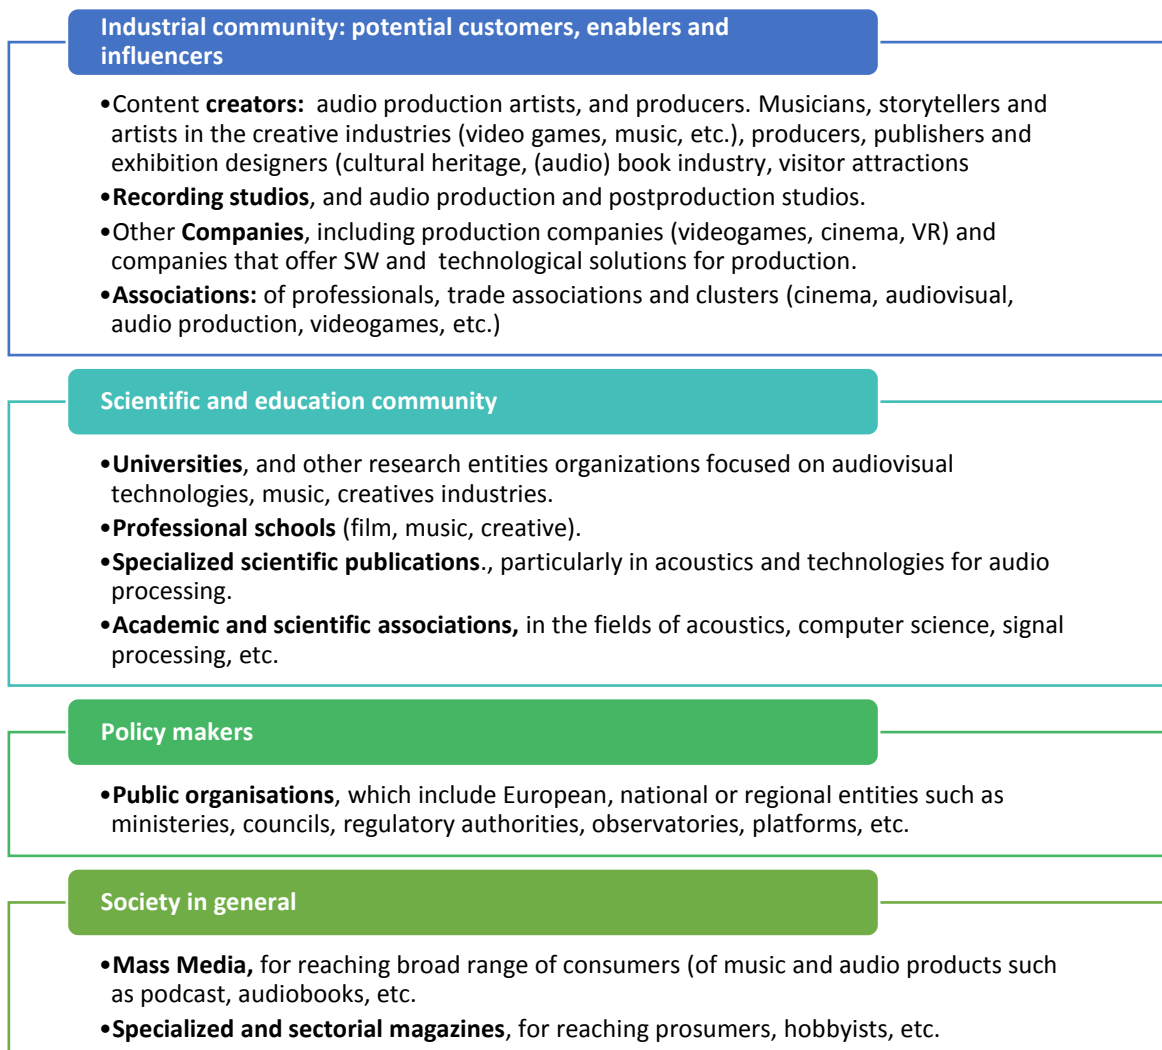 Industrial community: potential customers, enablers and
influencers
•Content creators: audio production artists, and producers. Musicians, storytellers and
artists in the creative industries (video games, music, etc.), producers, publishers and
exhibition designers (cultural heritage, (audio) book industry, visitor attractions
•Recording studios, and audio production and postproduction studios.
•Other Companies, including production companies (videogames, cinema, VR) and
companies that offer SW and technological solutions for production.
•Associations: of professionals, trade associations and clusters (cinema, audiovisual,
audio production, videogames, etc.)
Scientific and education community
•Universities, and other research entities organizations focused on audiovisual
technologies, music, creatives industries.
•Professional schools (film, music, creative).
•Specialized scientific publications., particularly in acoustics and technologies for audio
processing.
•Academic and scientific associations, in the fields of acoustics, computer science, signal
processing, etc.
Policy makers
•Public organisations, which include European, national or regional entities such as
ministeries, councils, regulatory authorities, observatories, platforms, etc.
Society in general
•Mass Media, for reaching broad range of consumers (of music and audio products such
as podcast, audiobooks, etc.
•Specialized and sectorial magazines, for reaching prosumers, hobbyists, etc.